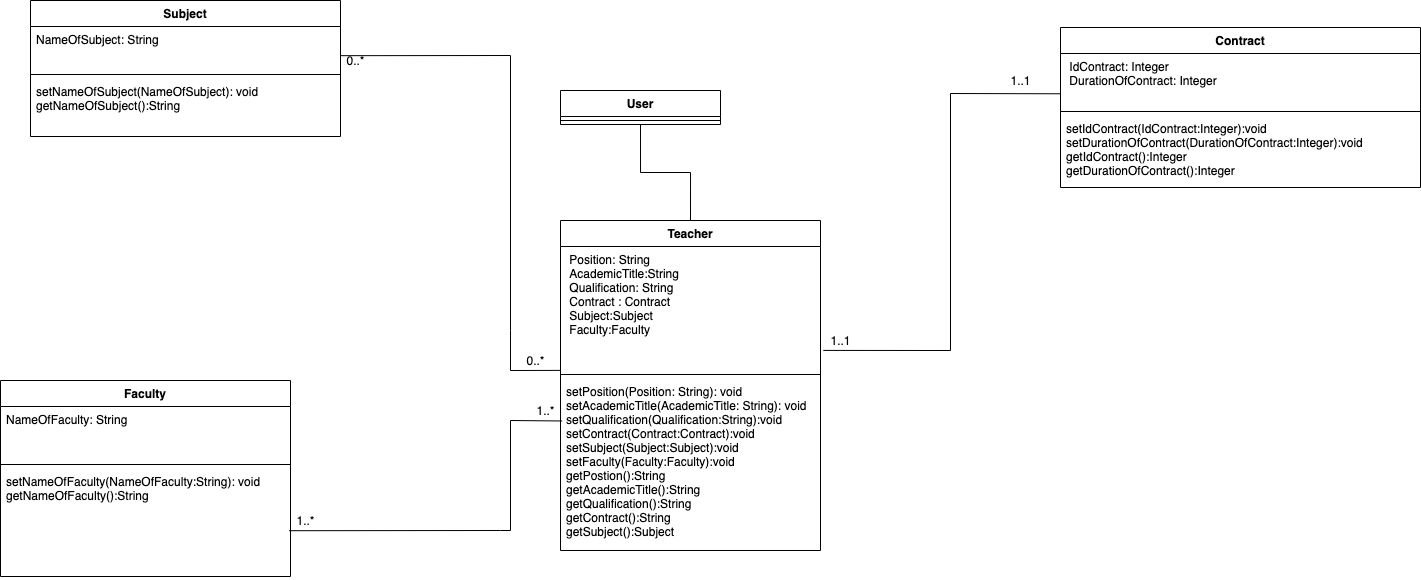 Subject
NameOfSubject: String
0..*
setNameOfSubject(NameOfSubject): void
getNameOfSubject():String
User
Contract
IdContract: Integer
DurationOfContract: Integer
1..1
setIdContract(IdContract:Integer):void
setDurationOfContract(DurationOfContract:Integer):void
getIdContract():Integer
getDurationOfContract():Integer
Teacher
Position: String
AcademicTitle:String
Qualification: String
Contract : Contract
Subject:Subject
Faculty:Faculty
1..1
0..*
1..*
setPosition(Position: String): void
setAcademicTitle(AcademicTitle: String): void
setQualification(Qualification:String):void
setContract(Contract:Contract):void
setSubject(Subject:Subject):void
setFaculty(Faculty:Faculty):void
getPostion():String
getAcademicTitle():String
getQualification():String
getContract():String
getSubject():Subject
Faculty
NameOfFaculty: String
setNameOfFaculty(NameOfFaculty:String): void
getNameOfFaculty():String
1..*